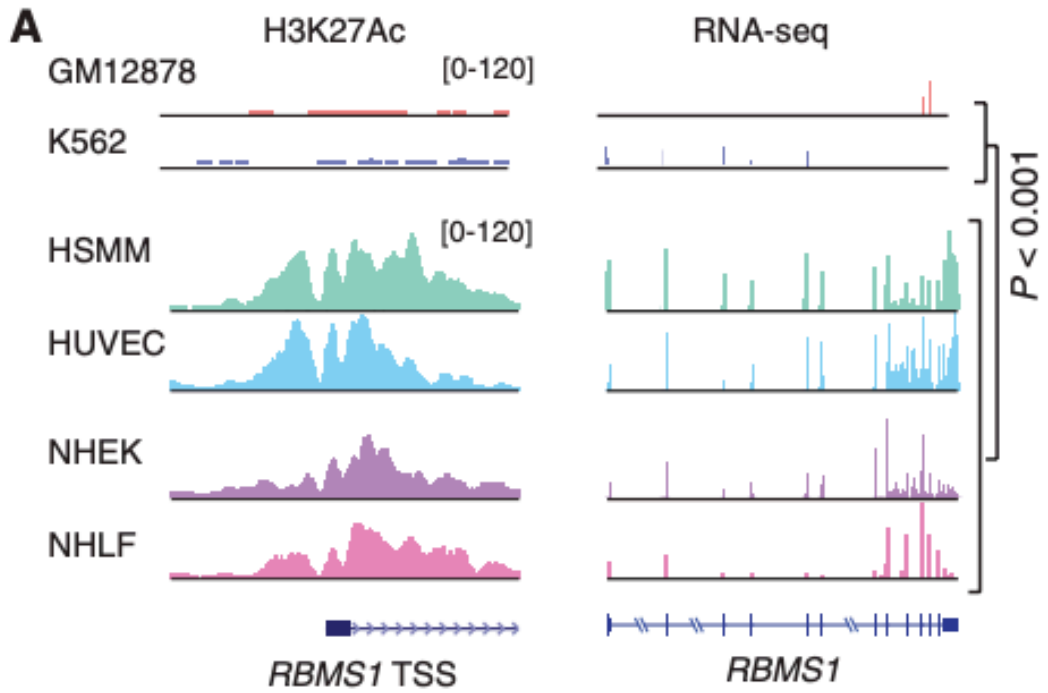 A
H3K27Ac
RNA-seq
GM12878
[0-120]
K562
HSMM
[0-120]
HUVEC
NHEK
NHLF
P < 0.001
RBMS1 TSS
RBMS1